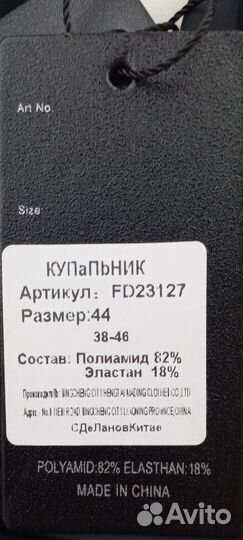 Art No.
Size:
КУПаПЬНИК
Артикул: FD23127
Размер:44
38-46
Состав: Полиамид 82%
Эластан 18%
СДеЛановКитае
POLYAMID:82% ELASTHAN:18%
MADE IN CHINA
Avito